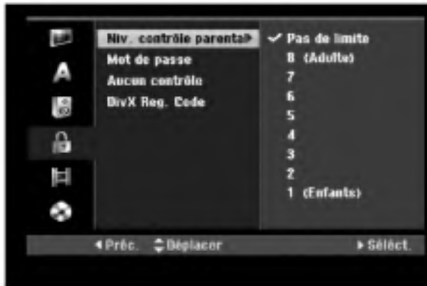 Niv. contrôle parental
Mot de passe
Aucun contrôle
DivX Reg. Code
Pas de limite
8 (Adulte)
7
6
5
4
3
2
1 (Enfants)
Préc. Déplacer Séléct.